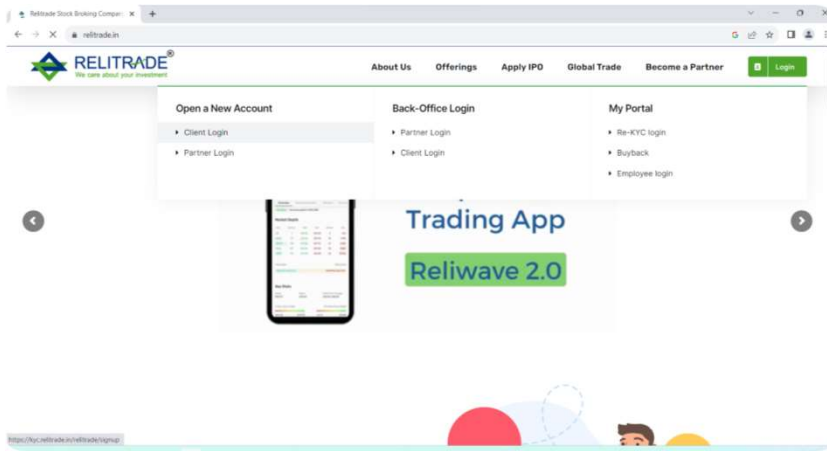 Relitrade Stock Broking Compan
relitrade.in
RELITRADE®
We care about your investment
About Us
Offerings
Apply IPO
Global Trade
Become a Partner
Login
Open a New Account
Client Login
Partner Login
Back-Office Login
Partner Login
Client Login
My Portal
Re-KYC login
Buyback
Employee login
Trading App
Reliwave 2.0
https://kyc.relitrade.in/relitrade/signup